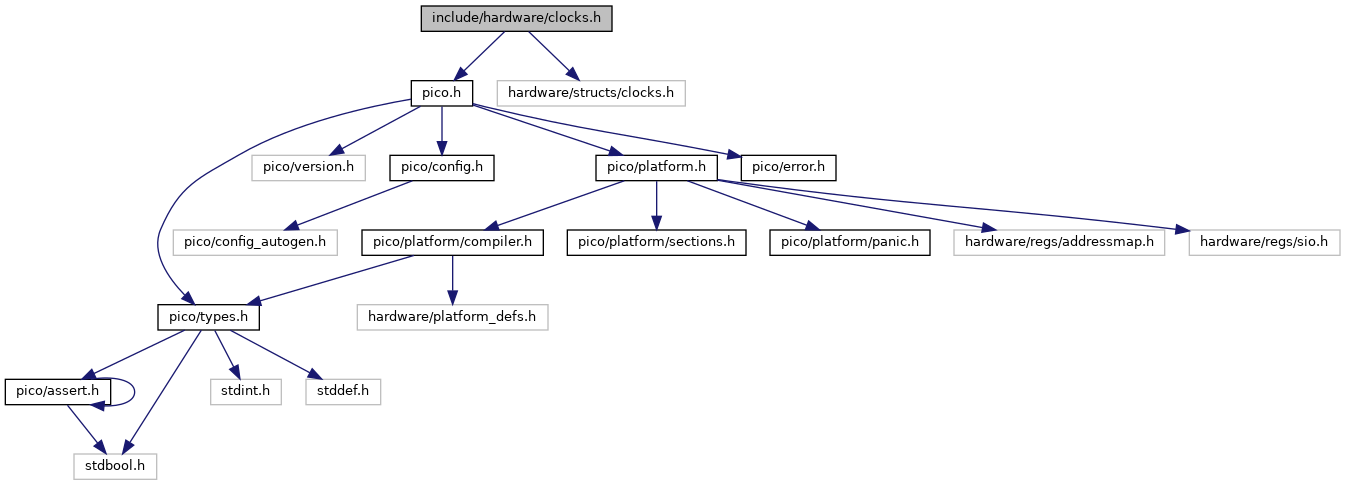 include/hardware/clocks.h
pico.h
hardware/structs/clocks.h
pico/version.h
pico/config.h
pico/platform.h
pico/error.h
pico/config_autogen.h
pico/platform/compiler.h
pico/platform/sections.h
pico/platform/panic.h
hardware/regs/addressmap.h
hardware/regs/sio.h
pico/types.h
hardware/platform_defs.h
pico/assert.h
stdint.h
stddef.h
stdbool.h